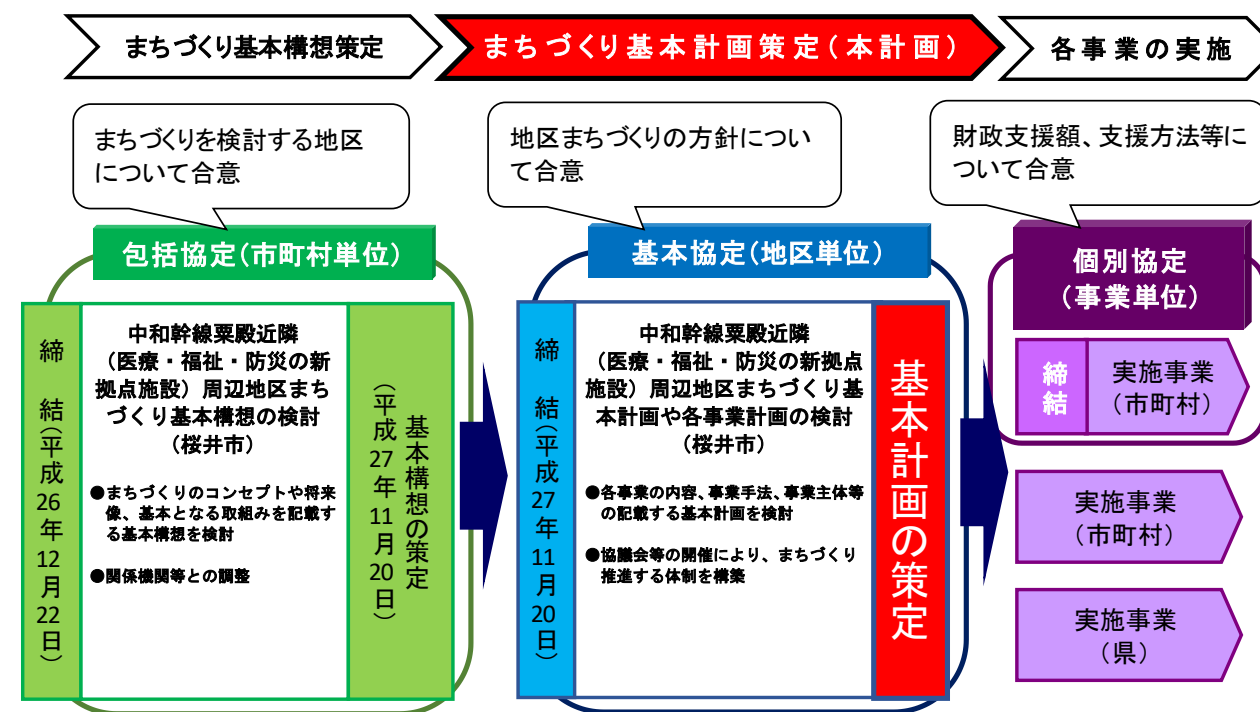 まちづくり基本構想策定
まちづくり基本計画策定(本計画)
各事業の実施
まちづくりを検討する地区
について合意
地区まちづくりの方針につい
て合意
財政支援額、支援方法等に
ついて合意
包括協定(市町村単位)
基本協定(地区単位)
個別協定
(事業単位)
締 結(平成26年12月22日)
中和幹線粟殿近隣
(医療・福祉・防災の新
拠点施設)周辺地区まち
づくり基本構想の検討
(桜井市)
●まちづくりのコンセプトや将来
像、基本となる取組みを記載す
る基本構想を検討
●関係機関等との調整
基本構想の策定
(平成27年11月20日)
締 結(平成27年11月20日)
中和幹線粟殿近隣
(医療・福祉・防災の新拠点
施設)周辺地区まちづくり基
本計画や各事業計画の検討
(桜井市)
●各事業の内容、事業手法、事業主体等
の記載する基本計画を検討
●協議会等の開催により、まちづくり
推進する体制を構築
基本計画の策定
締結
実施事業
(市町村)
実施事業
(市町村)
実施事業
(県)